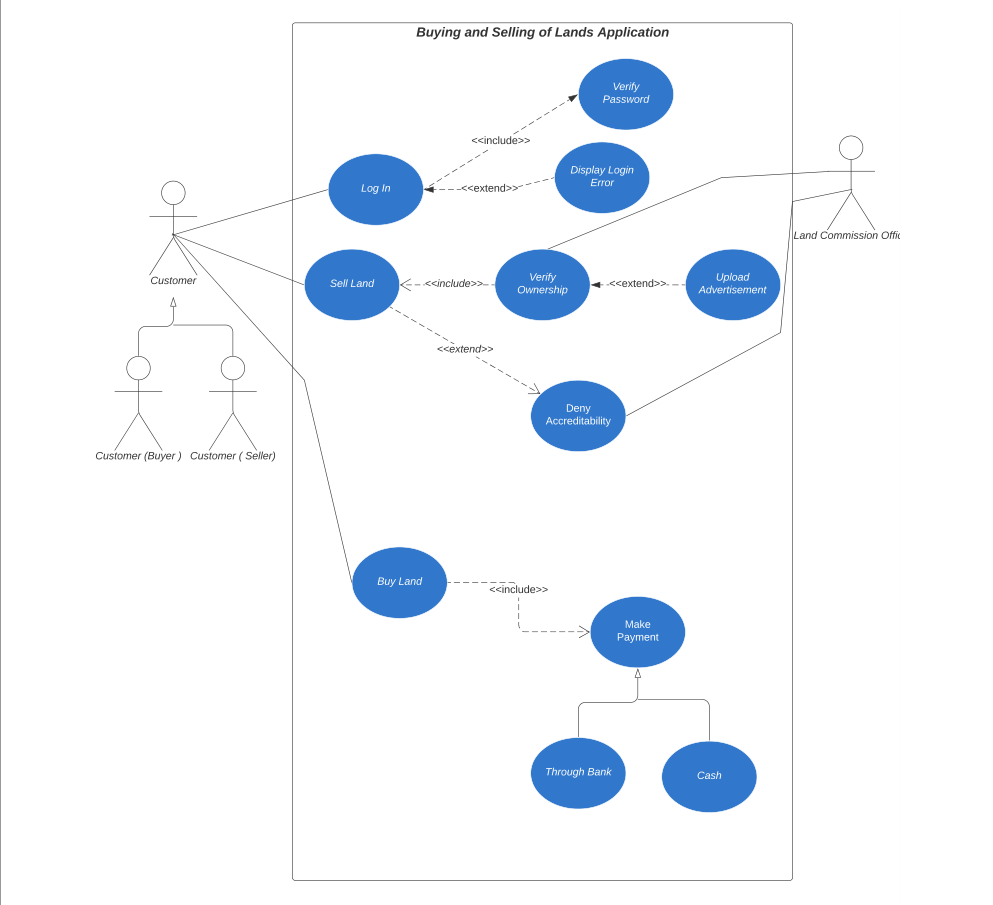 Buying and Selling of Lands Application
Verify
Password
<<include>>
Display Login
Error
Log In
<<extend>>
Land Commission Offic
Customer
Sell Land
<<include>>
Verify
Ownership
<<extend>>
Upload
Advertisement
<<extend>>
Deny
Accreditability
Customer (Buyer )
Customer ( Seller)
Buy Land
<<include>>
Make
Payment
Through Bank
Cash